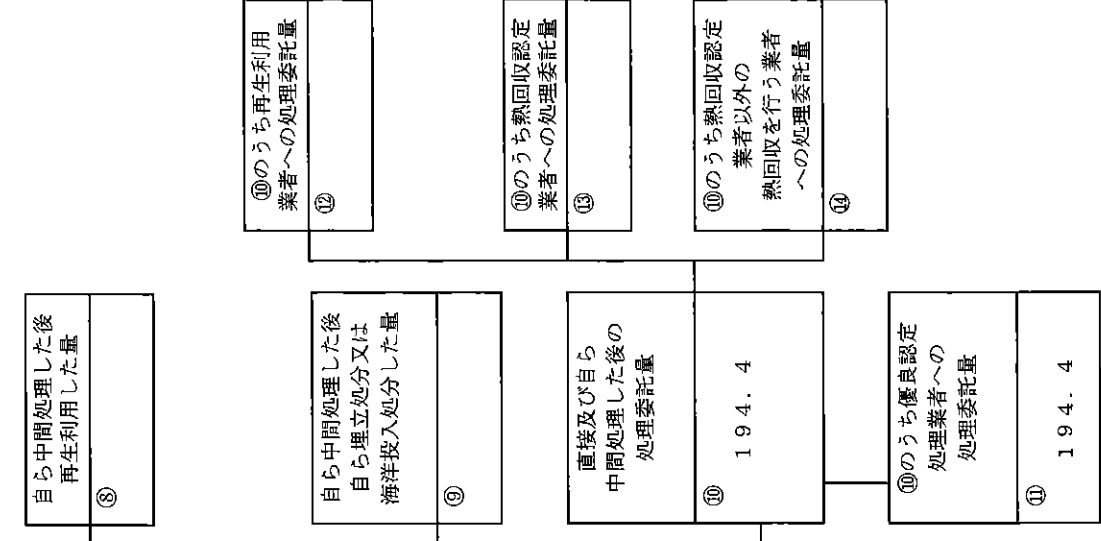 自ら中間処理した後
再生利用した量
⑧
自ら中間処理した後
自ら埋立処分又は
海洋投入処分した量
⑨
直接及び自ら
中間処理した後の
処理委託量
⑩
194.4
⑩のうち優良認定
処理業者への
処理委託量
⑪
194.4
⑩のうち再生利用
業者への処理委託量
⑫
⑩のうち熱回収認定
業者への処理委託量
⑬
⑩のうち熱回収認定
業者以外の
熱回収を行う業者
への処理委託量
⑭